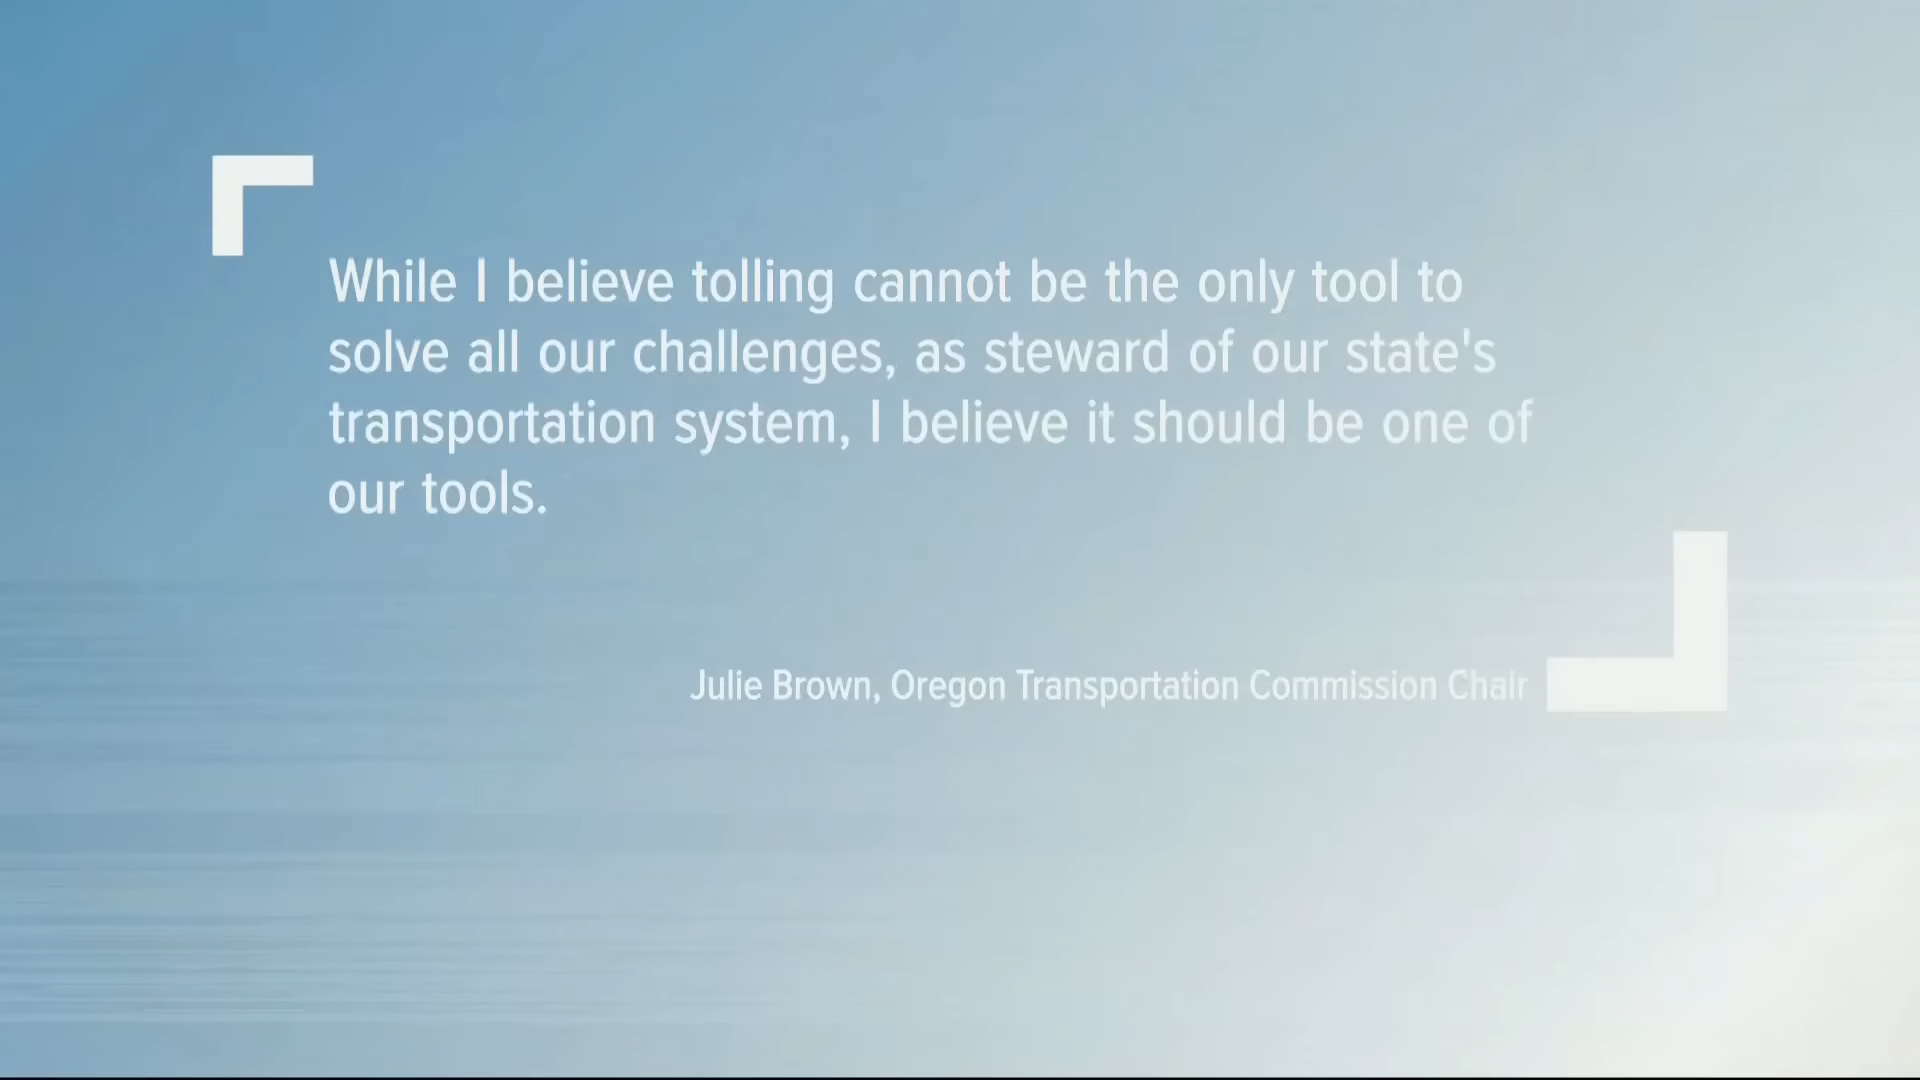 While I believe tolling cannot be the only tool to
solve all our challenges, as steward of our state's
transportation system, I believe it should be one of
our tools.
Julie Brown, Oregon Transportation Commission Chair